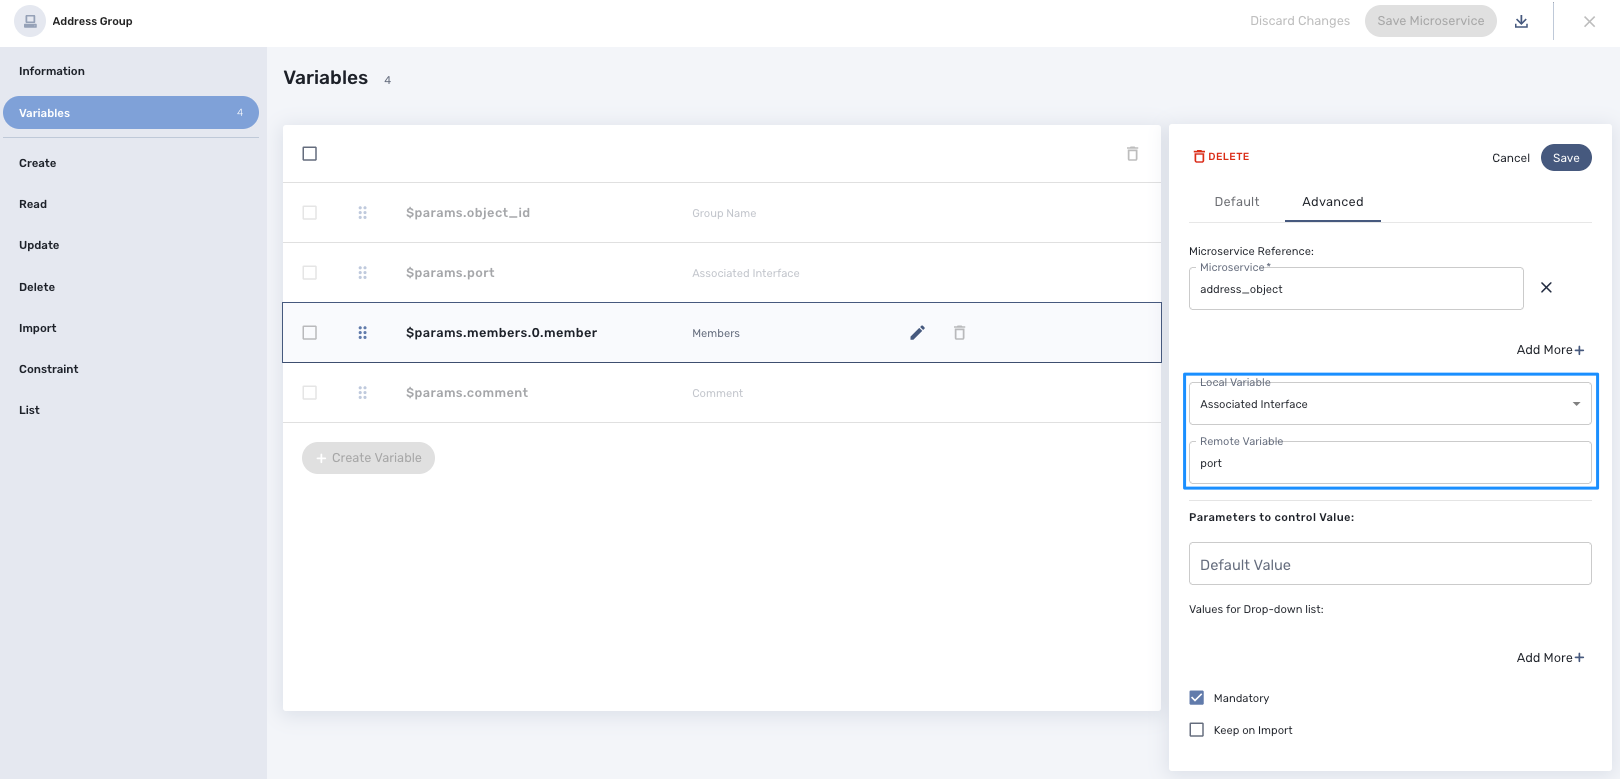 Address Group
Discard Changes
Save Microservice
Information
Variables 4
Create
Read
Update
Delete
Import
Constraint
List
Variables 4
$params.object_id Group Name
$params.port Associated Interface
$params.members.0.member Members
$params.comment Comment
+ Create Variable
DELETE
Cancel
Save
Default
Advanced
Microservice Reference:
Microservice *
address_object
Add More +
Local Variable
Associated Interface
Remote Variable
port
Parameters to control Value:
Default Value
Values for Drop-down list:
Add More +
Mandatory
Keep on Import